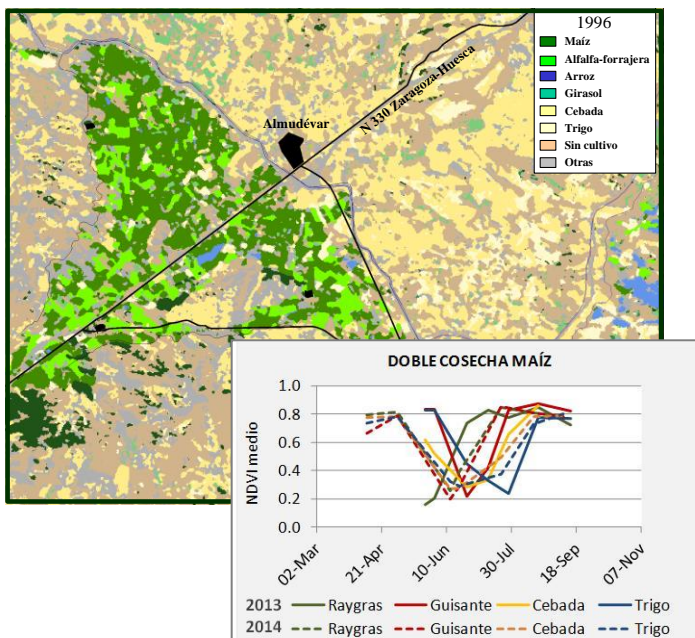 1996
Maíz
Alfalfa-forrajera
Arroz
Girasol
Cebada
Trigo
Sin cultivo
Otras
Almudévar
N 330 Zaragoza-Huesca
DOBLE COSECHA MAÍZ
NDVI medio
1.0
0.8
0.6
0.4
0.2
0.0
02-Mar 21-Apr 10-Jun 30-Jul 18-Sep 07-Nov
2013 Raygras Guisante Cebada Trigo
2014 Raygras Guisante Cebada Trigo